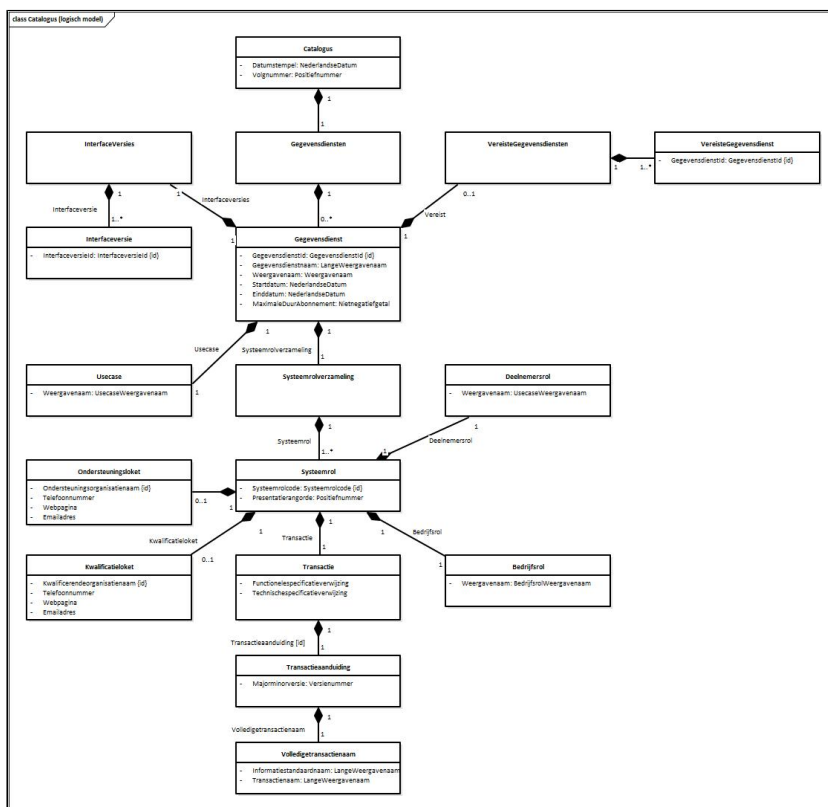 class Catalogus (logisch model)
Catalogus
- Datumstempel: NederlandseDatum
- Volgnummer: Positiefnummer
1
1
InterfaceVersies
Gegevensdiensten
VereisteGegevensdiensten
VereisteGegevensdienst
- GegevensdienstId: GegevensdienstId {id}
1
1..*
1
1
1
0..1
Interfaceversie
Interfaceversies
Vereist
1..*
1
0..*
1
Interfaceversie
- InterfaceversieId: InterfaceversieId {id}
Gegevensdienst
- GegevensdienstId: GegevensdienstId {id}
- Gegevensdienstnaam: LangeWeergavenaam
- Weergavenaam: Weergavenaam
- Startdatum: NederlandseDatum
- Einddatum: NederlandseDatum
- MaximaleDuurAbonnement: Nietnegatiefgetal
1
1
Usecase
Systeemrolverzameling
1
1
Usecase
- Weergavenaam: UsecaseWeergavenaam
Systeemrolverzameling
Deelnemersrol
- Weergavenaam: UsecaseWeergavenaam
1
1
Systeemrol
Deelnemersrol
1..*
1
Ondersteuningsloket
- Ondersteuningsorganisatienaam {id}
- Telefoonnummer
- Webpagina
- Emailadres
0..1
1
Systeemrol
- Systeemrolcode: Systeemrolcode {id}
- Presentatierangorde: Positiefnummer
1
1
1
Kwalificatieloket
Transactie
Bedrijfsrol
0..1
1
1
Kwalificatieloket
- Kwalificerendeorganisatienaam {id}
- Telefoonnummer
- Webpagina
- Emailadres
Transactie
- Functionelespecificatieverwijzing
- Technischespecificatieverwijzing
Bedrijfsrol
- Weergavenaam: BedrijfsrolWeergavenaam
1
Transactieaanduiding {id}
1
Transactieaanduiding
- Majorminorversie: Versienummer
1
Volledigetransactienaam
1
Volledigetransactienaam
- Informatiestandaardnaam: LangeWeergavenaam
- Transactienaam: LangeWeergavenaam